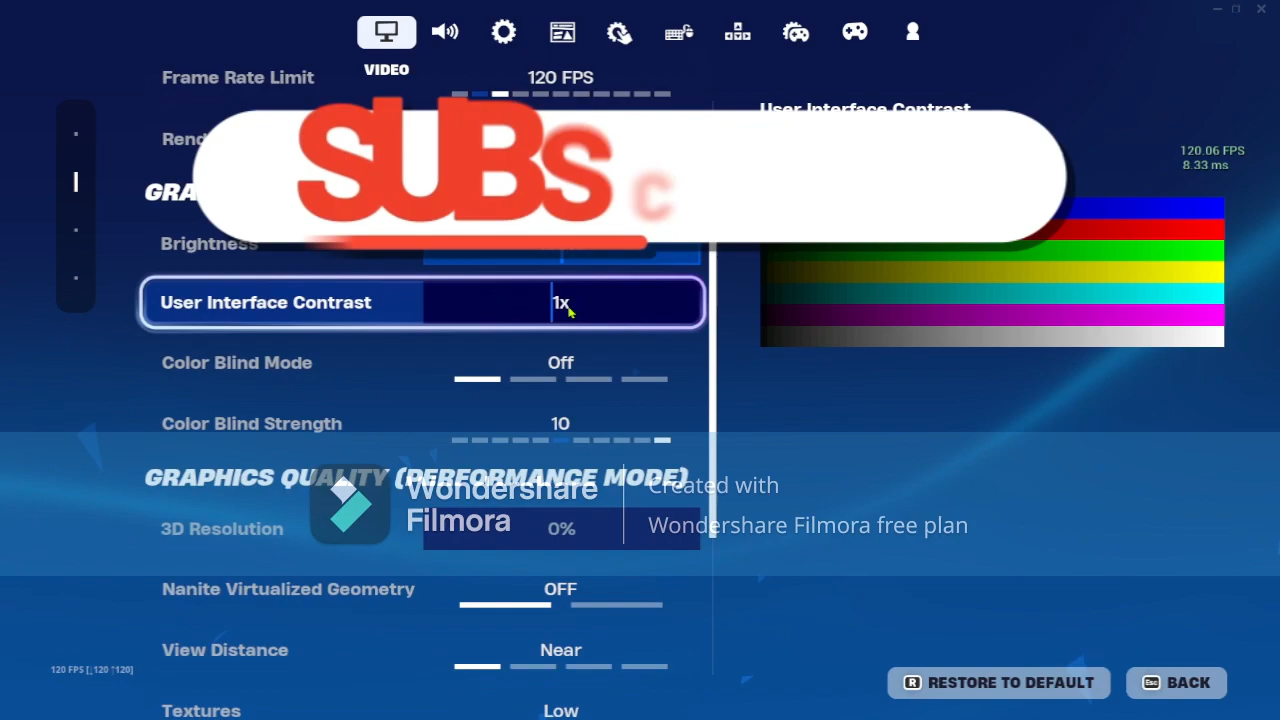 VIDEO
Frame Rate Limit
120 FPS
User Interface Contrast
SUBSC
120.06 FPS
8.33 ms
Brightness
User Interface Contrast
1x
Color Blind Mode
Off
Color Blind Strength
10
GRAPHICS QUALITY (PERFORMANCE MODE)
Wondershare
Filmora
Created with
Wondershare Filmora free plan
3D Resolution
0%
Nanite Virtualized Geometry
OFF
View Distance
Near
120 FPS [↓120 ↑120]
R RESTORE TO DEFAULT
Esc BACK
Textures
Low